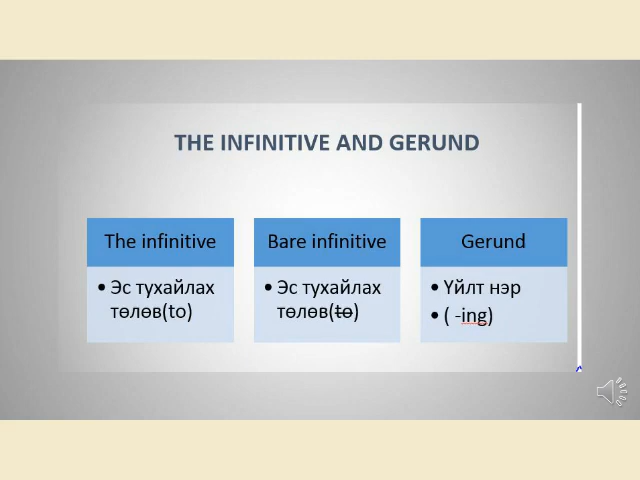 THE INFINITIVE AND GERUND
The infinitive
• Эс тухайлах
төлөв(to)
Bare infinitive
• Эс тухайлах
төлөв(to)
Gerund
• Үйлт нэр
• ( -ing)